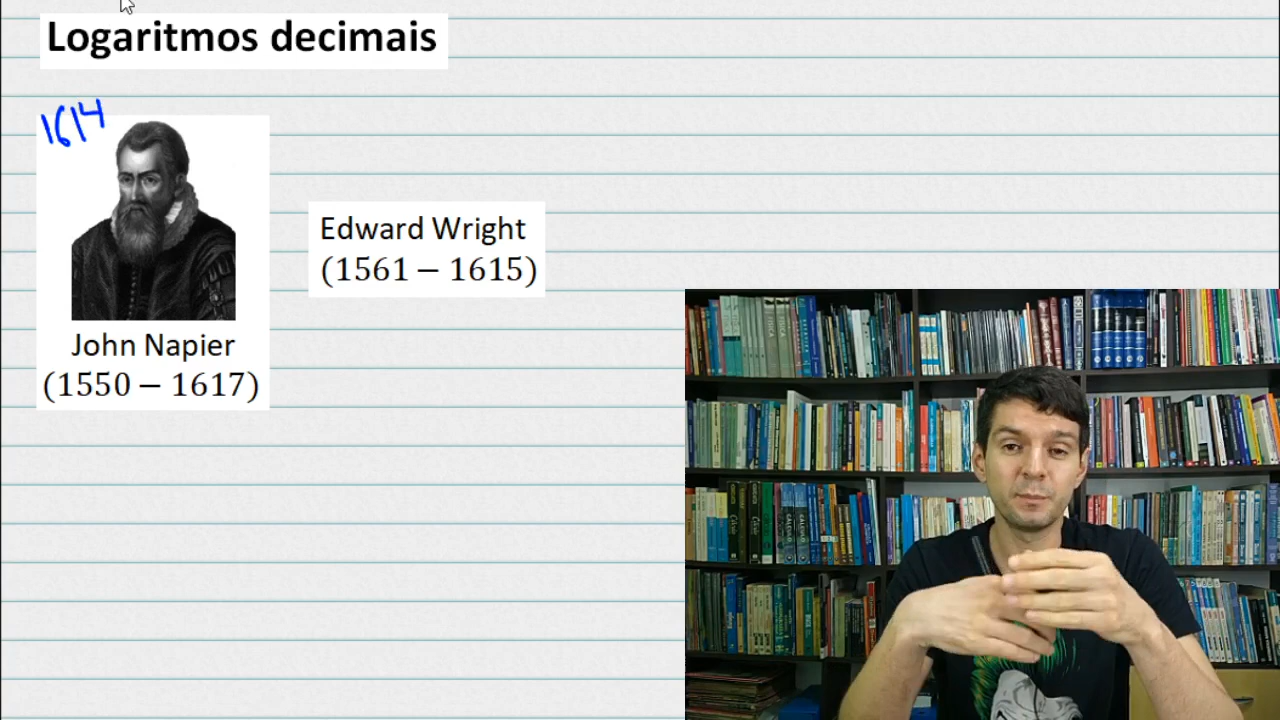 Logaritmos decimais
1614
John Napier
(1550 – 1617)
Edward Wright
(1561 – 1615)